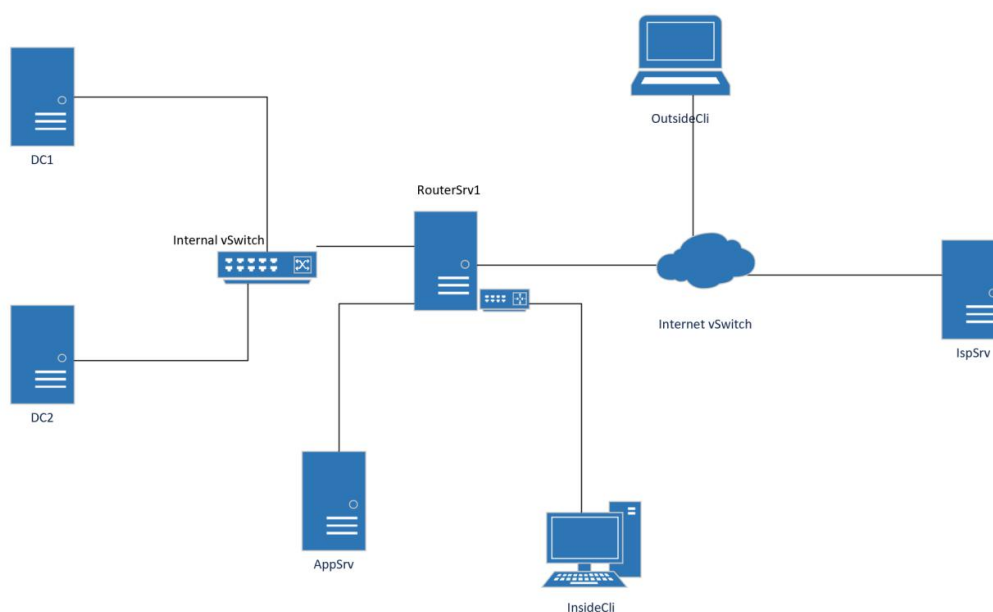 OutsideCli
DC1
RouterSrv1
Internal vSwitch
Internet vSwitch
IspSrv
DC2
AppSrv
InsideCli